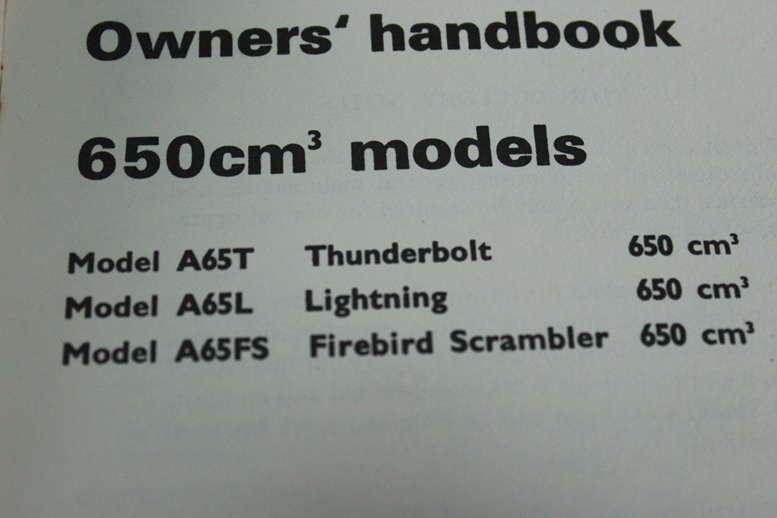 Owners‘ handbook
650cm³ models
Model A65T Thunderbolt 650 cm³
Model A65L Lightning 650 cm³
Model A65FS Firebird Scrambler 650 cm³